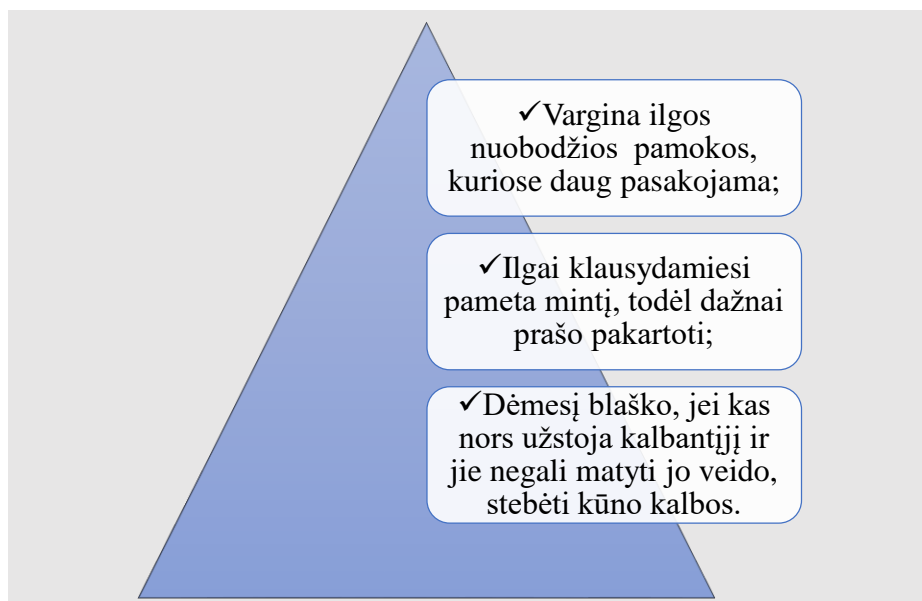 ✓Vargina ilgos
nuobodžios pamokos,
kuriose daug pasakojama;
✓Ilgai klausydamiesi
pameta mintį, todėl dažnai
prašo pakartoti;
✓Dėmesį blaško, jei kas
nors užstoja kalbantįjį ir
jie negali matyti jo veido,
stebėti kūno kalbos.